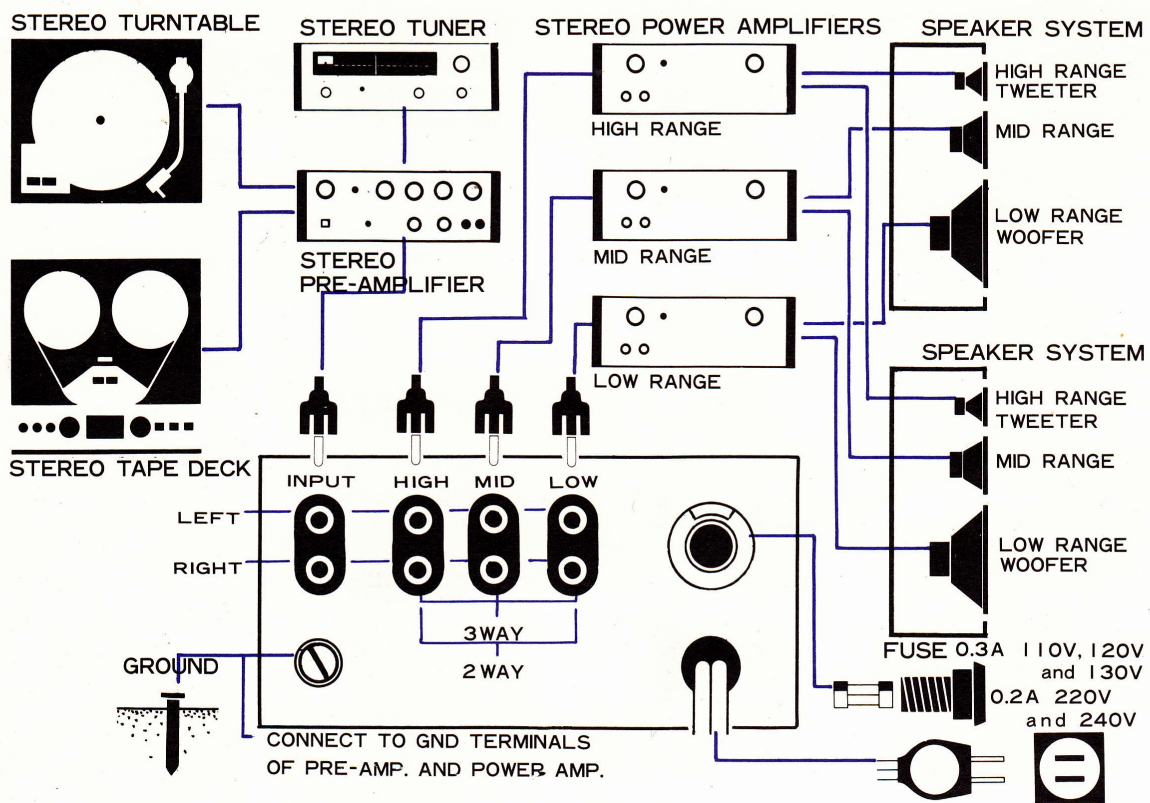 STEREO TURNTABLE
STEREO TUNER
STEREO POWER AMPLIFIERS
SPEAKER SYSTEM
HIGH RANGE
TWEETER
MID RANGE
LOW RANGE
WOOFER
HIGH RANGE
MID RANGE
LOW RANGE
STEREO
PRE-AMPLIFIER
STEREO TAPE DECK
SPEAKER SYSTEM
HIGH RANGE
TWEETER
MID RANGE
LOW RANGE
WOOFER
INPUT HIGH MID LOW
LEFT
RIGHT
3WAY
2WAY
GROUND
CONNECT TO GND TERMINALS
OF PRE-AMP. AND POWER AMP.
FUSE 0.3A 110V, 120V
and 130V
0.2A 220V
and 240V